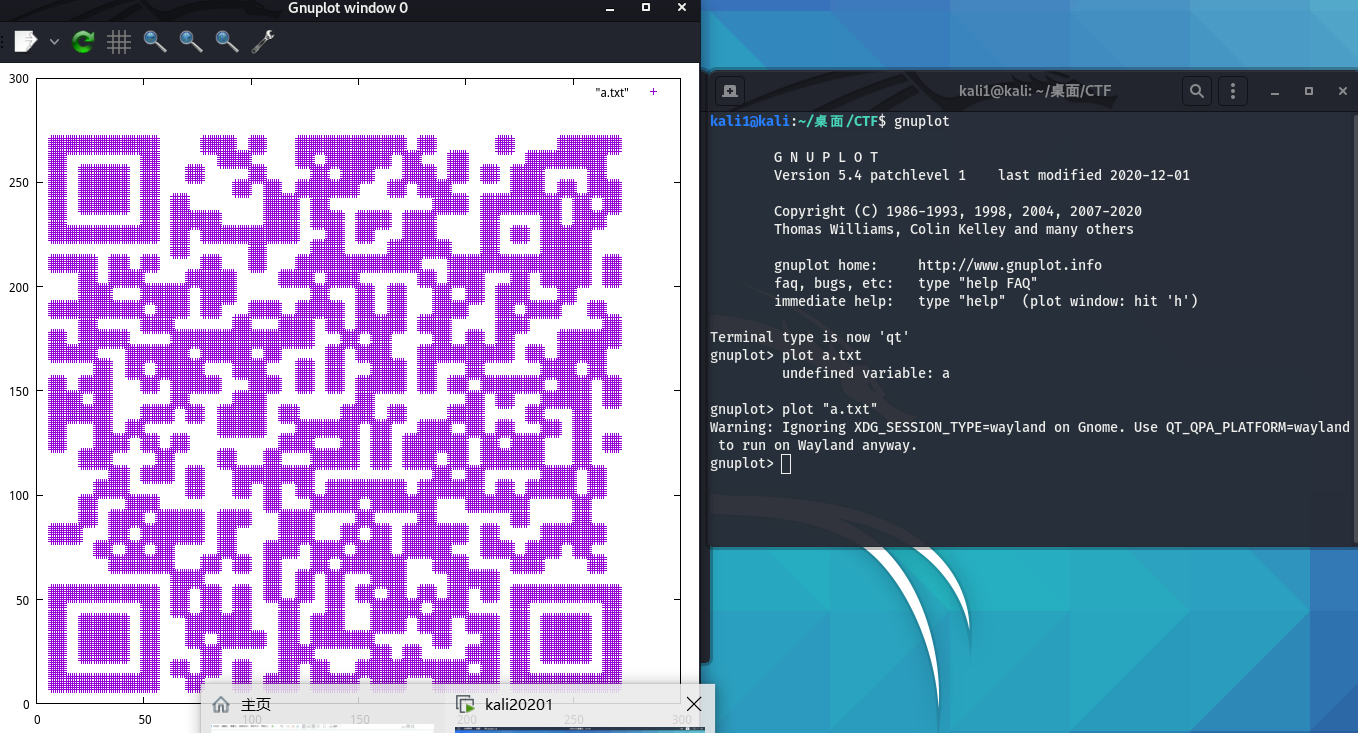 Gnuplot window 0
300
"a.txt"
250
200
150
100
50
0
0 50 100 150 200 250 300
主页
kali20201
kali1@kali: ~/桌面/CTF
kali1@kali:~/桌面/CTF$ gnuplot
G N U P L O T
Version 5.4 patchlevel 1    last modified 2020-12-01
Copyright (C) 1986-1993, 1998, 2004, 2007-2020
Thomas Williams, Colin Kelley and many others
gnuplot home:     http://www.gnuplot.info
faq, bugs, etc:   type "help FAQ"
immediate help:   type "help"  (plot window: hit 'h')
Terminal type is now 'qt'
gnuplot> plot a.txt
undefined variable: a
gnuplot> plot "a.txt"
Warning: Ignoring XDG_SESSION_TYPE=wayland on Gnome. Use QT_QPA_PLATFORM=wayland
to run on Wayland anyway.
gnuplot>